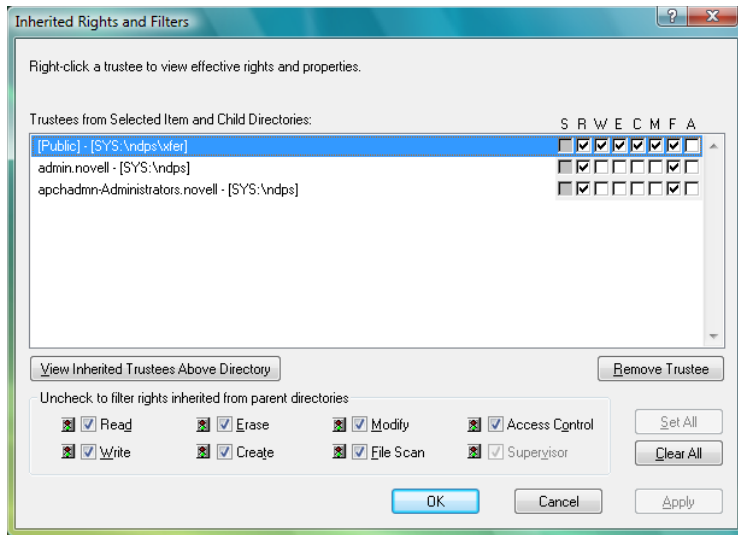 Inherited Rights and Filters
Right-click a trustee to view effective rights and properties.
Trustees from Selected Item and Child Directories:
S R W E C M F A
[Public] - [SYS:\ndps\xfer]
admin.novell - [SYS:\ndps]
apchadmn-Administrators.novell - [SYS:\ndps]
View Inherited Trustees Above Directory
Remove Trustee
Uncheck to filter rights inherited from parent directories
Read Erase Modify Access Control
Set All
Write Create File Scan Supervisor
Clear All
OK Cancel Apply